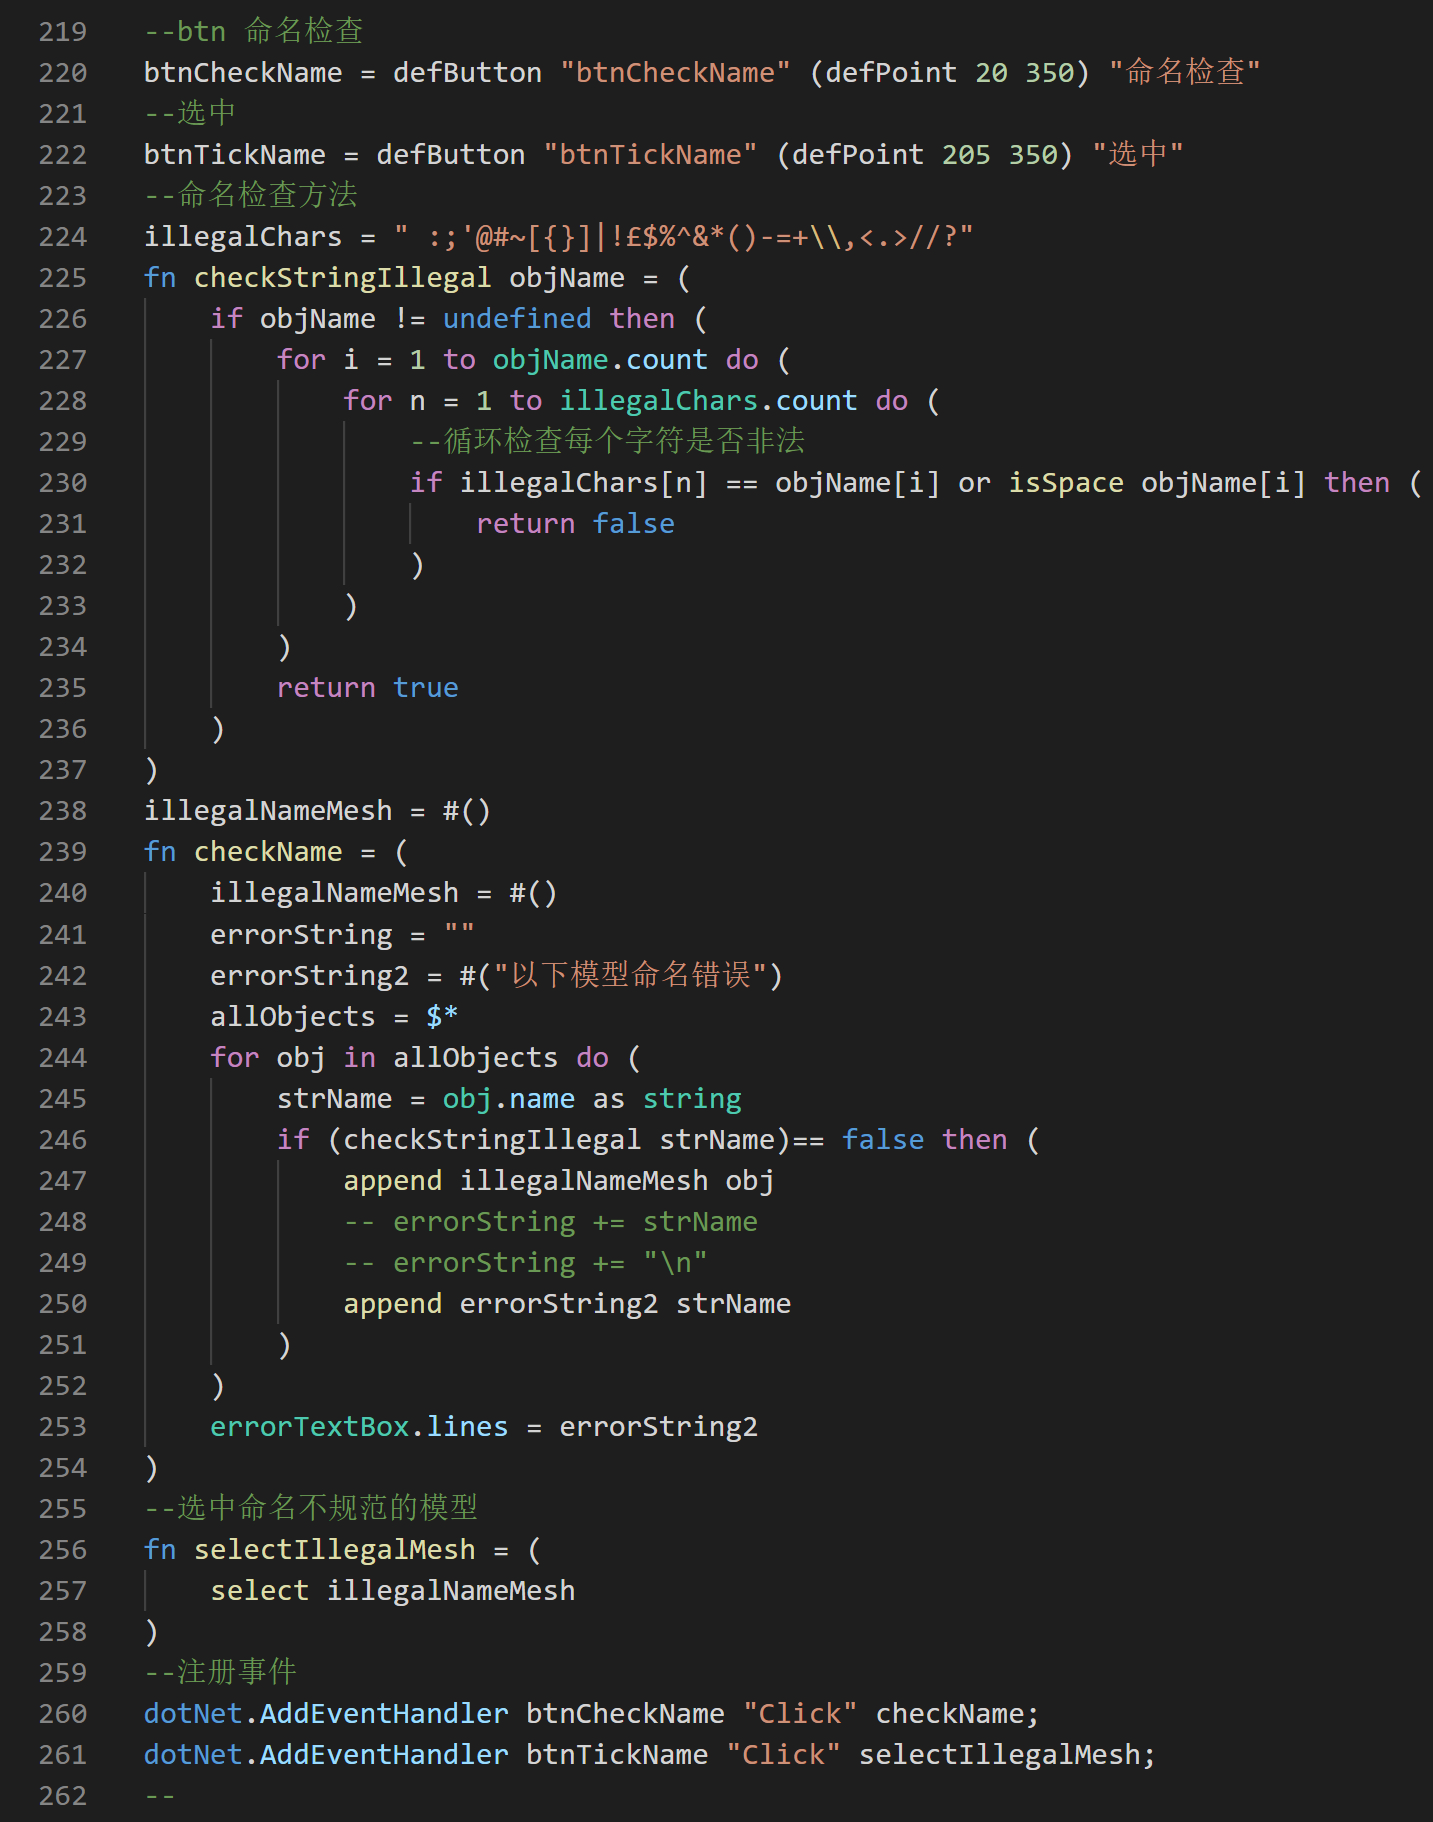 219 --btn 命名检查
220 btnCheckName = defButton "btnCheckName" (defPoint 20 350) "命名检查"
221 --选中
222 btnTickName = defButton "btnTickName" (defPoint 205 350) "选中"
223 --命名检查方法
224 illegalChars = " :;'@#~[{}]|!£$%^&*()-=+\\,<.>//?"
225 fn checkStringIllegal objName = (
226     if objName != undefined then (
227         for i = 1 to objName.count do (
228             for n = 1 to illegalChars.count do (
229                 --循环检查每个字符是否非法
230                 if illegalChars[n] == objName[i] or isSpace objName[i] then (
231                     return false
232                 )
233             )
234         )
235         return true
236     )
237 )
238 illegalNameMesh = #()
239 fn checkName = (
240     illegalNameMesh = #()
241     errorString = ""
242     errorString2 = #("以下模型命名错误")
243     allObjects = $*
244     for obj in allObjects do (
245         strName = obj.name as string
246         if (checkStringIllegal strName)== false then (
247             append illegalNameMesh obj
248             -- errorString += strName
249             -- errorString += "\n"
250             append errorString2 strName
251         )
252     )
253     errorTextBox.lines = errorString2
254 )
255 --选中命名不规范的模型
256 fn selectIllegalMesh = (
257     select illegalNameMesh
258 )
259 --注册事件
260 dotNet.AddEventHandler btnCheckName "Click" checkName;
261 dotNet.AddEventHandler btnTickName "Click" selectIllegalMesh;
262 --